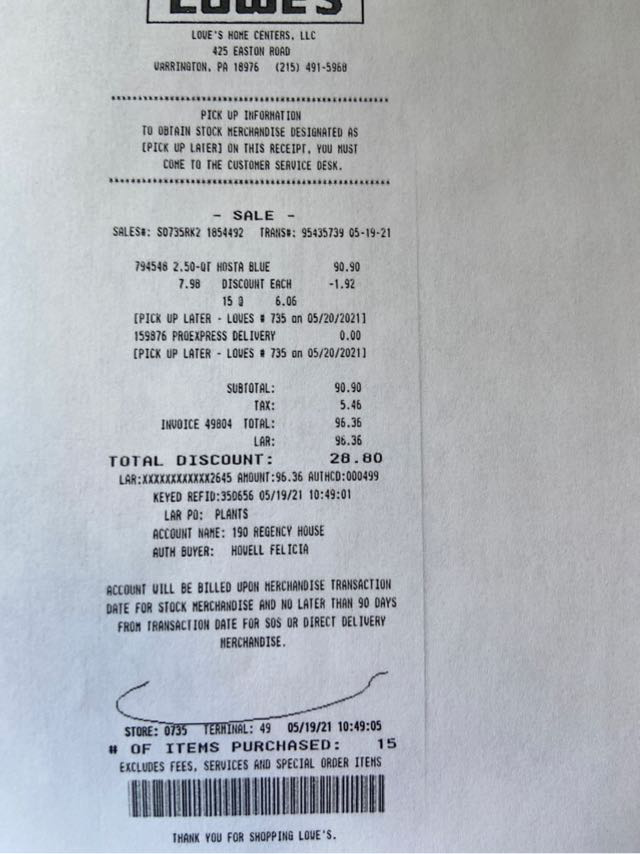 LOWE'S
LOWE'S HOME CENTERS, LLC
425 EASTON ROAD
WARRINGTON, PA 18976 (215) 491-5960
PICK UP INFORMATION
TO OBTAIN STOCK MERCHANDISE DESIGNATED AS
[PICK UP LATER] ON THIS RECEIPT, YOU MUST
COME TO THE CUSTOMER SERVICE DESK.
- SALE -
SALES#: S0735RK2 1854492 TRANS#: 95435739 05-19-21
794546 2.50-QT HOSTA BLUE 90.90
7.98 DISCOUNT EACH -1.92
15 @ 6.06
[PICK UP LATER - LOWES # 735 on 05/20/2021]
159876 PROEXPRESS DELIVERY 0.00
[PICK UP LATER - LOWES # 735 on 05/20/2021]
SUBTOTAL: 90.90
TAX: 5.46
INVOICE 49804 TOTAL: 96.36
LAR: 96.36
TOTAL DISCOUNT: 28.80
LAR:XXXXXXXXXXXX2645 AMOUNT:96.36 AUTHCD:000499
KEYED REFID:350656 05/19/21 10:49:01
LAR PO: PLANTS
ACCOUNT NAME: 190 REGENCY HOUSE
AUTH BUYER: HOWELL FELICIA
ACCOUNT WILL BE BILLED UPON MERCHANDISE TRANSACTION
DATE FOR STOCK MERCHANDISE AND NO LATER THAN 90 DAYS
FROM TRANSACTION DATE FOR SOS OR DIRECT DELIVERY
MERCHANDISE.
STORE: 0735 TERMINAL: 49 05/19/21 10:49:05
# OF ITEMS PURCHASED: 15
EXCLUDES FEES, SERVICES AND SPECIAL ORDER ITEMS
THANK YOU FOR SHOPPING LOWE'S.